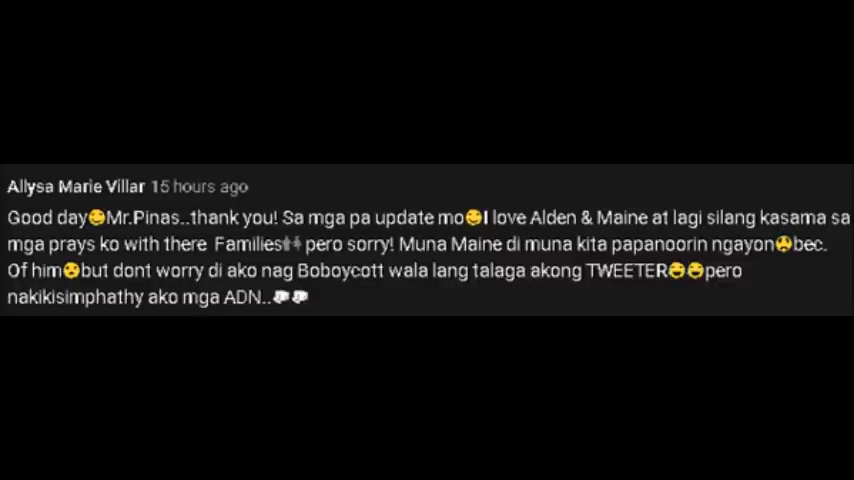 Allysa Marie Villar 15 hours ago
Good day😊Mr.Pinas..thank you! Sa mga pa update mo😊I love Alden & Maine at lagi silang kasama sa
mga prays ko with there Families👫 pero sorry! Muna Maine di muna kita papanoorin ngayon😢bec.
Of him😢but dont worry di ako nag Boboycott wala lang talaga akong TWEETER😄😄pero
nakikisimphathy ako mga ADN..👊👊